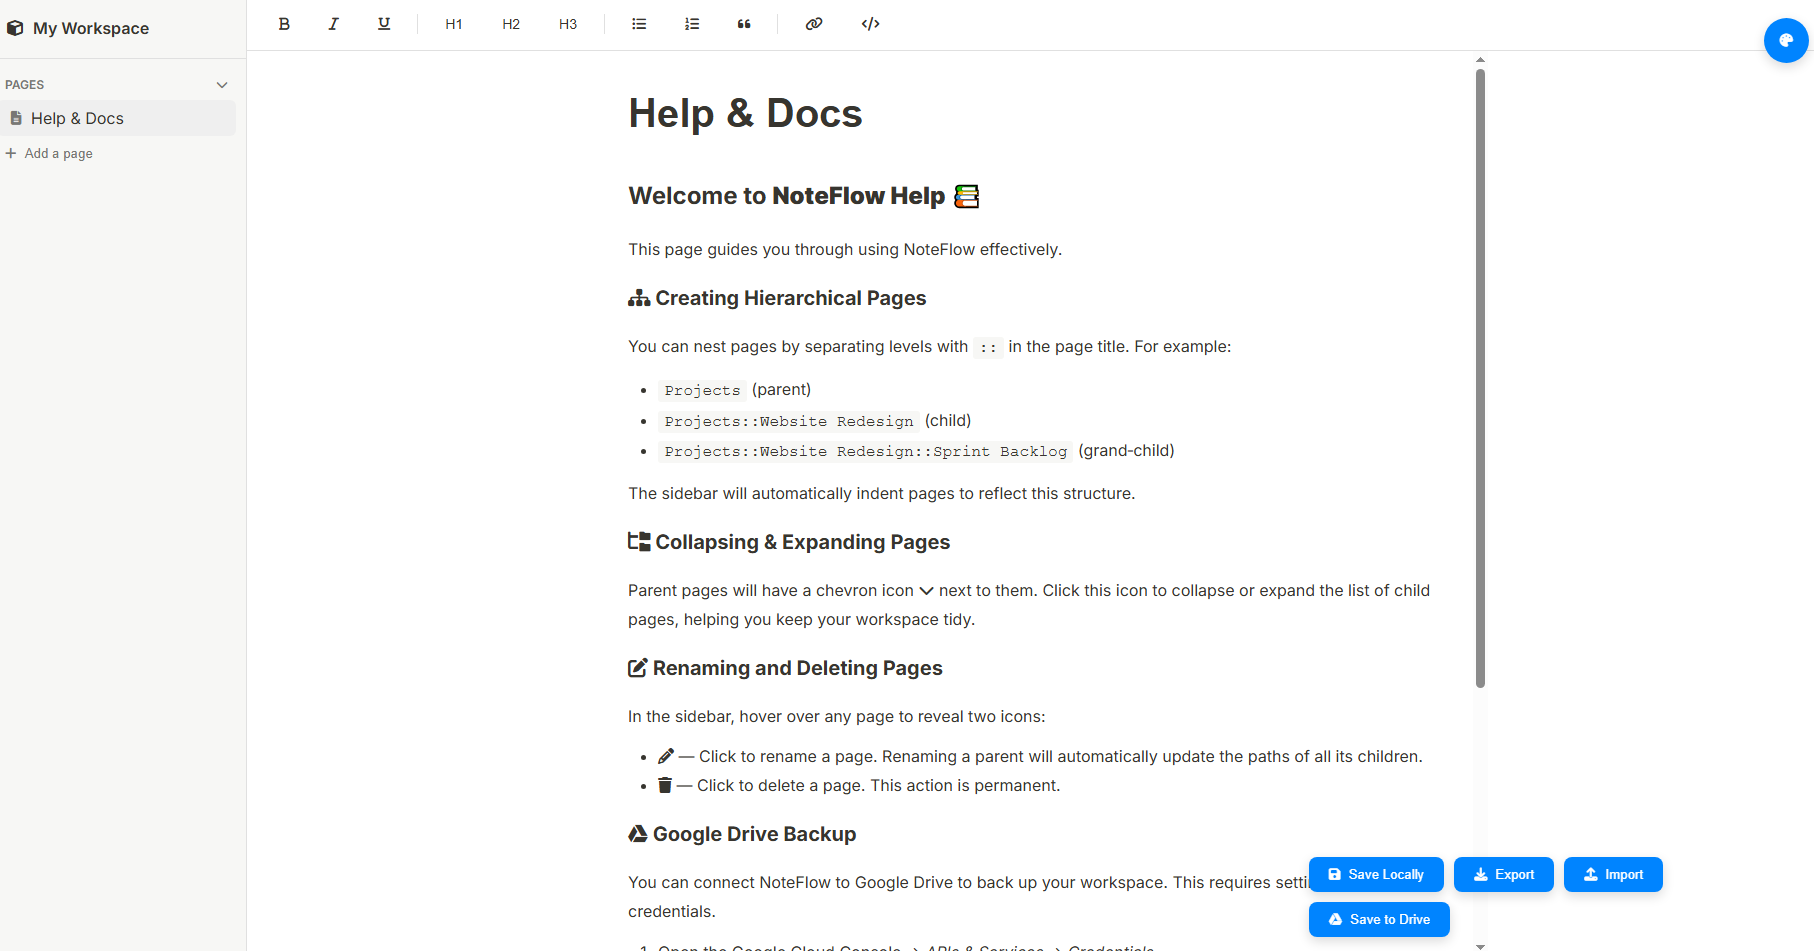 My Workspace
B I U H1 H2 H3
PAGES
Help & Docs
+ Add a page
Help & Docs
Welcome to NoteFlow Help
This page guides you through using NoteFlow effectively.
Creating Hierarchical Pages
You can nest pages by separating levels with :: in the page title. For example:
• Projects (parent)
• Projects::Website Redesign (child)
• Projects::Website Redesign::Sprint Backlog (grand-child)
The sidebar will automatically indent pages to reflect this structure.
Collapsing & Expanding Pages
Parent pages will have a chevron icon next to them. Click this icon to collapse or expand the list of child
pages, helping you keep your workspace tidy.
Renaming and Deleting Pages
In the sidebar, hover over any page to reveal two icons:
• — Click to rename a page. Renaming a parent will automatically update the paths of all its children.
• — Click to delete a page. This action is permanent.
Google Drive Backup
You can connect NoteFlow to Google Drive to back up your workspace. This requires
credentials.
1. Open the Google Cloud Console → APIs & Services → Credentials
Save Locally
Export
Import
Save to Drive